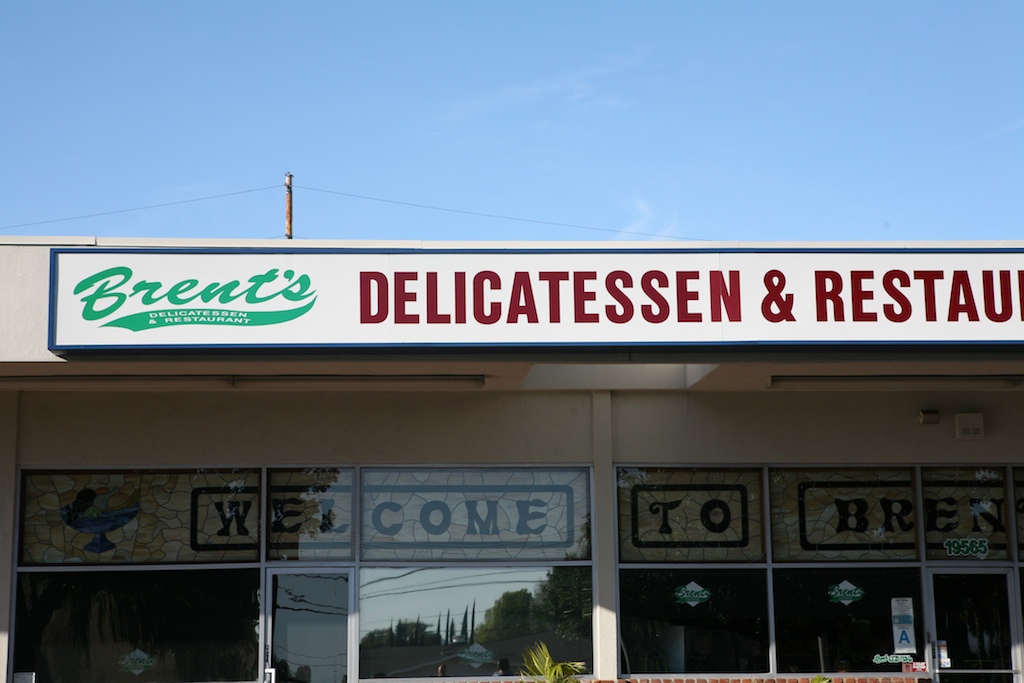 Brent's
DELICATESSEN
& RESTAURANT
DELICATESSEN & RESTAU
WELCOME TO BREN
19565
Brent's
Brent's
A